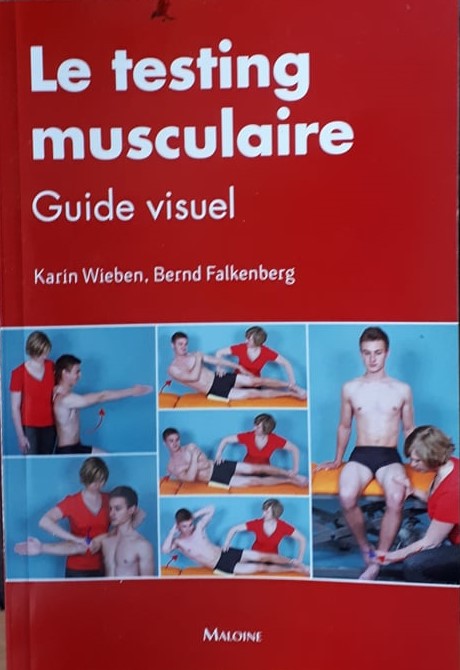 Le testing
musculaire
Guide visuel
Karin Wieben, Bernd Falkenberg
MALOINE